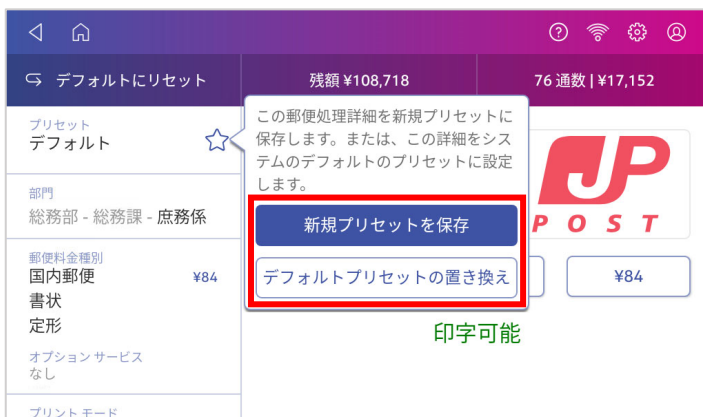 デフォルトにリセット
残額 ¥108,718
76 通数 | ¥17,152
プリセット
デフォルト
この郵便処理詳細を新規プリセットに
保存します。または、この詳細をシス
テムのデフォルトのプリセットに設定
します。
新規プリセットを保存
デフォルトプリセットの置き換え
部門
総務部 - 総務課 - 庶務係
郵便料金種別
国内郵便 ¥84
書状
定形
オプション サービス
なし
プリント モード
JP
POST
¥84
印字可能